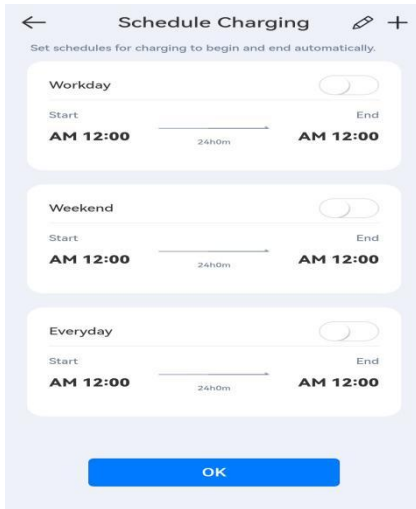 Schedule Charging
Set schedules for charging to begin and end automatically.
Workday
Start End
AM 12:00 24h0m AM 12:00
Weekend
Start End
AM 12:00 24h0m AM 12:00
Everyday
Start End
AM 12:00 24h0m AM 12:00
OK